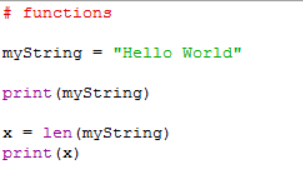 # functions
myString = "Hello World"
print(myString)
x = len(myString)
print(x)